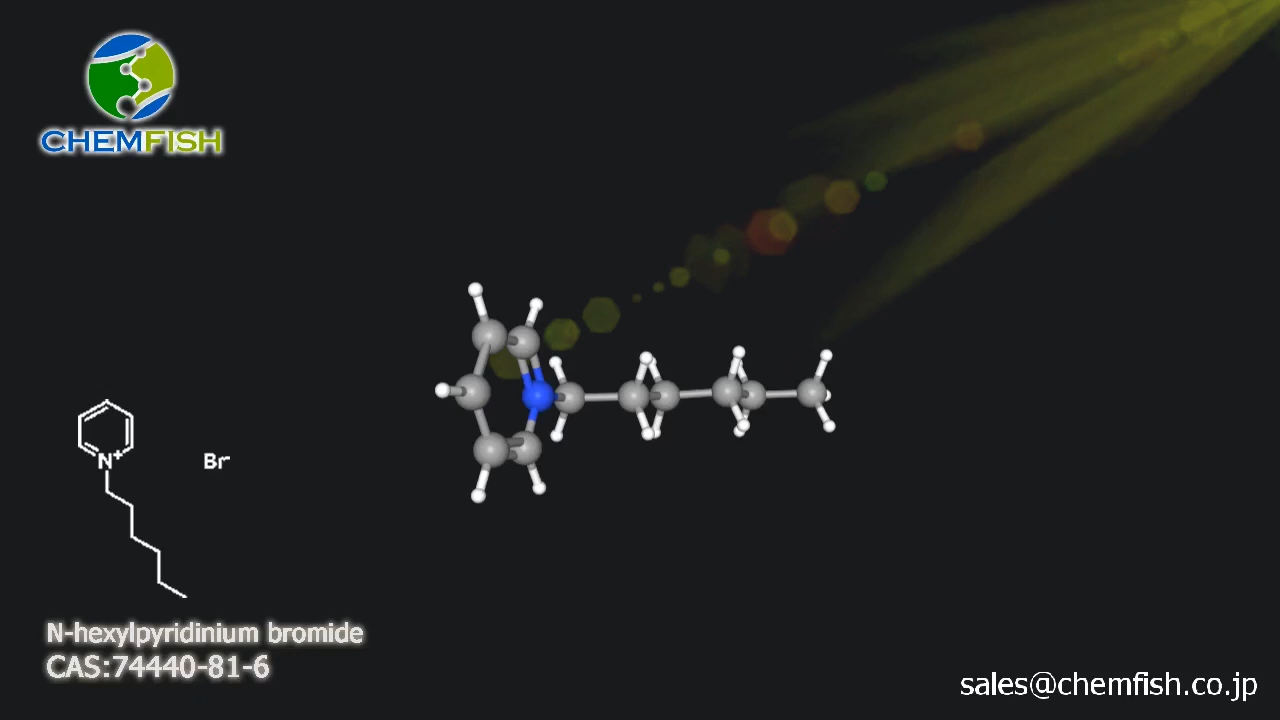 CHEMFISH
N+
Br-
N-hexylpyridinium bromide
CAS:74440-81-6
sales@chemfish.co.jp